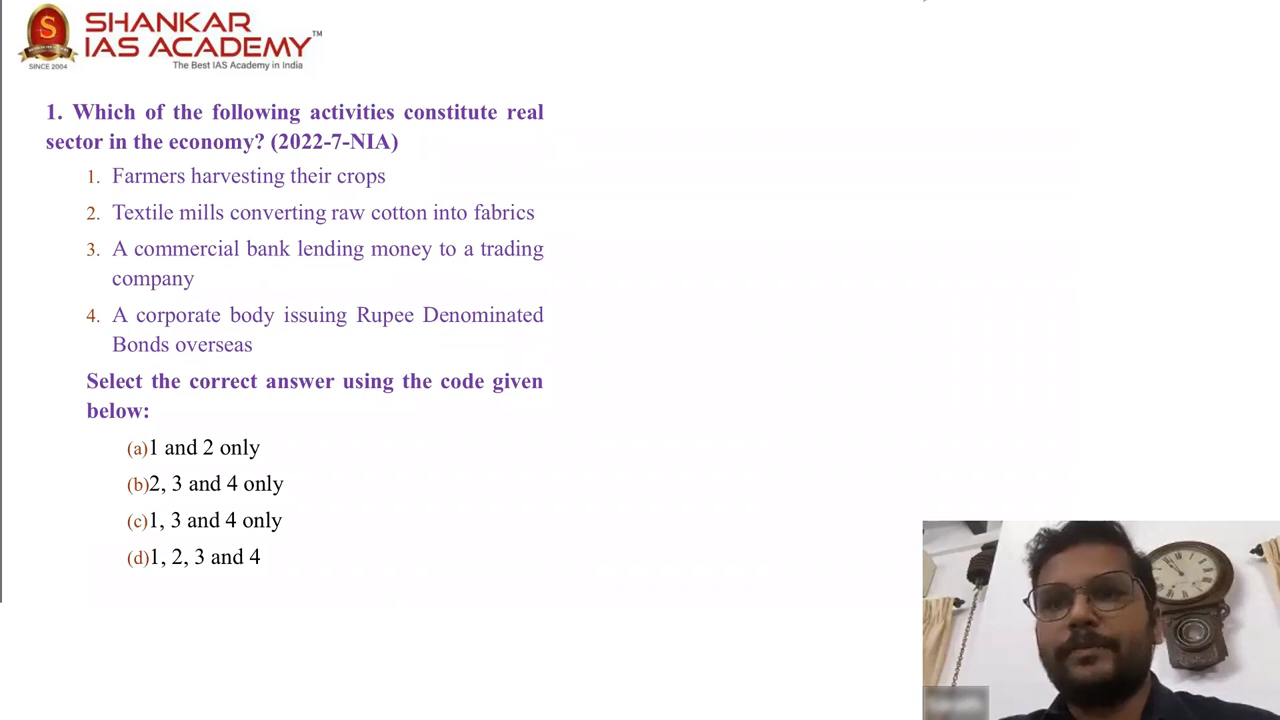 SHANKAR
IAS ACADEMY™
The Best IAS Academy in India
S
SINCE 2004
1. Which of the following activities constitute real
sector in the economy? (2022-7-NIA)
1. Farmers harvesting their crops
2. Textile mills converting raw cotton into fabrics
3. A commercial bank lending money to a trading
company
4. A corporate body issuing Rupee Denominated
Bonds overseas
Select the correct answer using the code given
below:
(a)1 and 2 only
(b)2, 3 and 4 only
(c)1, 3 and 4 only
(d)1, 2, 3 and 4